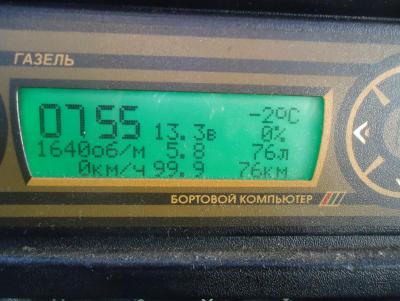 ГАЗЕЛЬ
0755 13.3в -2°C
0%
1640об/м 5.8 76л
0км/ч 99.9 76км
БОРТОВОЙ КОМПЬЮТЕР